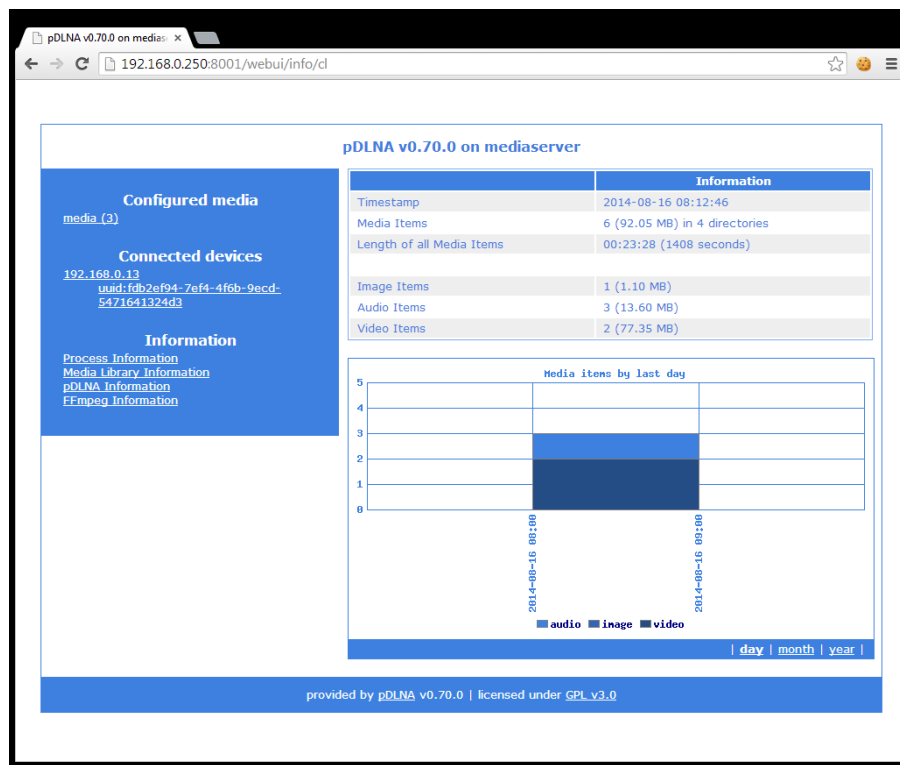 pDLNA v0.70.0 on medias
192.168.0.250:8001/webui/info/cl
pDLNA v0.70.0 on mediaserver
Configured media
media (3)
Connected devices
192.168.0.13
uuid:fdb2ef94-7ef4-4f6b-9ecd-
5471641324d3
Information
Process Information
Media Library Information
pDLNA Information
FFmpeg Information
Information
Timestamp 2014-08-16 08:12:46
Media Items 6 (92.05 MB) in 4 directories
Length of all Media Items 00:23:28 (1408 seconds)
Image Items 1 (1.10 MB)
Audio Items 3 (13.60 MB)
Video Items 2 (77.35 MB)
Media items by last day
5
4
3
2
1
0
2014-08-16 08:00
2014-08-16 09:00
audio image video
| day | month | year |
provided by pDLNA v0.70.0 | licensed under GPL v3.0